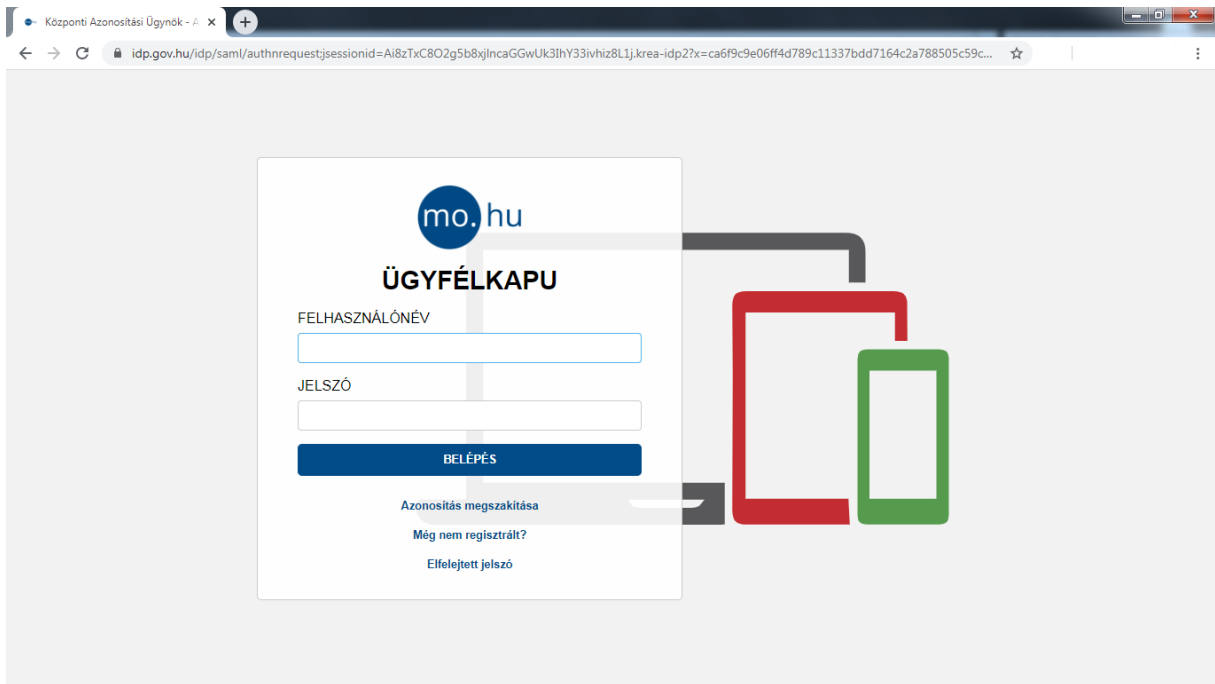 Központi Azonosítási Ügynök - A
idp.gov.hu/idp/saml/authnrequest;jsessionid=Ai8zTxC8O2g5b8xjlncaGGwUk3IhY33ivhiz8L1j.krea-idp2?x=ca6f9c9e06ff4d789c11337bdd7164c2a788505c59c...
mo.hu
ÜGYFÉLKAPU
FELHASZNÁLÓNÉV
JELSZÓ
BELÉPÉS
Azonosítás megszakítása
Még nem regisztrált?
Elfelejtett jelszó